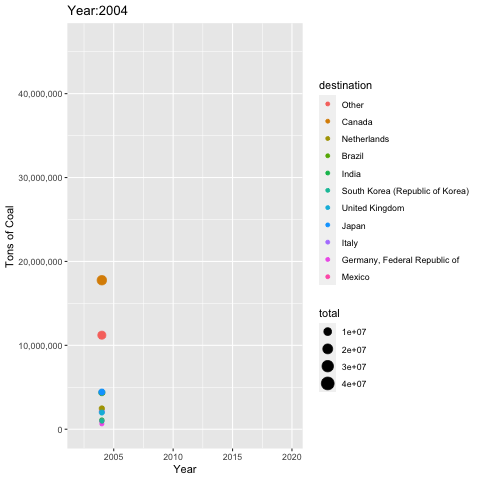 Year:2004
Tons of Coal
40,000,000
30,000,000
20,000,000
10,000,000
0
2005
2010
2015
2020
Year
destination
Other
Canada
Netherlands
Brazil
India
South Korea (Republic of Korea)
United Kingdom
Japan
Italy
Germany, Federal Republic of
Mexico
total
1e+07
2e+07
3e+07
4e+07